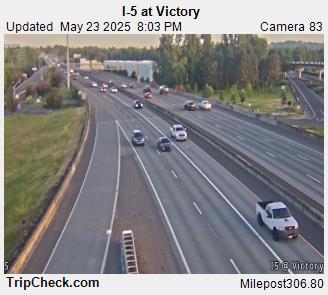 I-5 at Victory
Updated May 23 2025 8:03 PM
Camera 83
S
I5 @ Victory
TripCheck.com
Milepost306.80